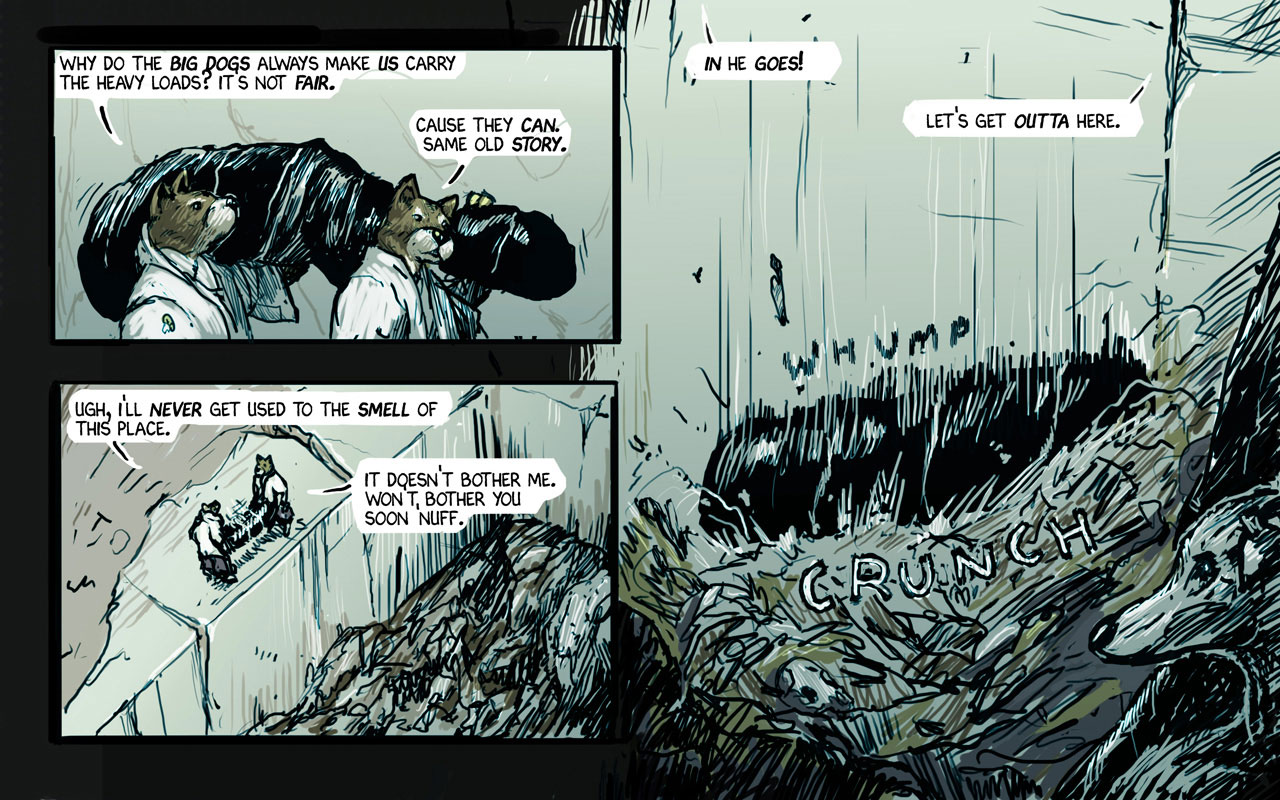 WHY DO THE BIG DOGS ALWAYS MAKE US CARRY
THE HEAVY LOADS? IT'S NOT FAIR.
CAUSE THEY CAN.
SAME OLD STORY.
UGH, I'LL NEVER GET USED TO THE SMELL OF
THIS PLACE.
IT DOESN'T BOTHER ME.
WON'T BOTHER YOU
SOON 'NUFF.
IN HE GOES!
LET'S GET OUTTA HERE.
WHUMP
CRUNCH